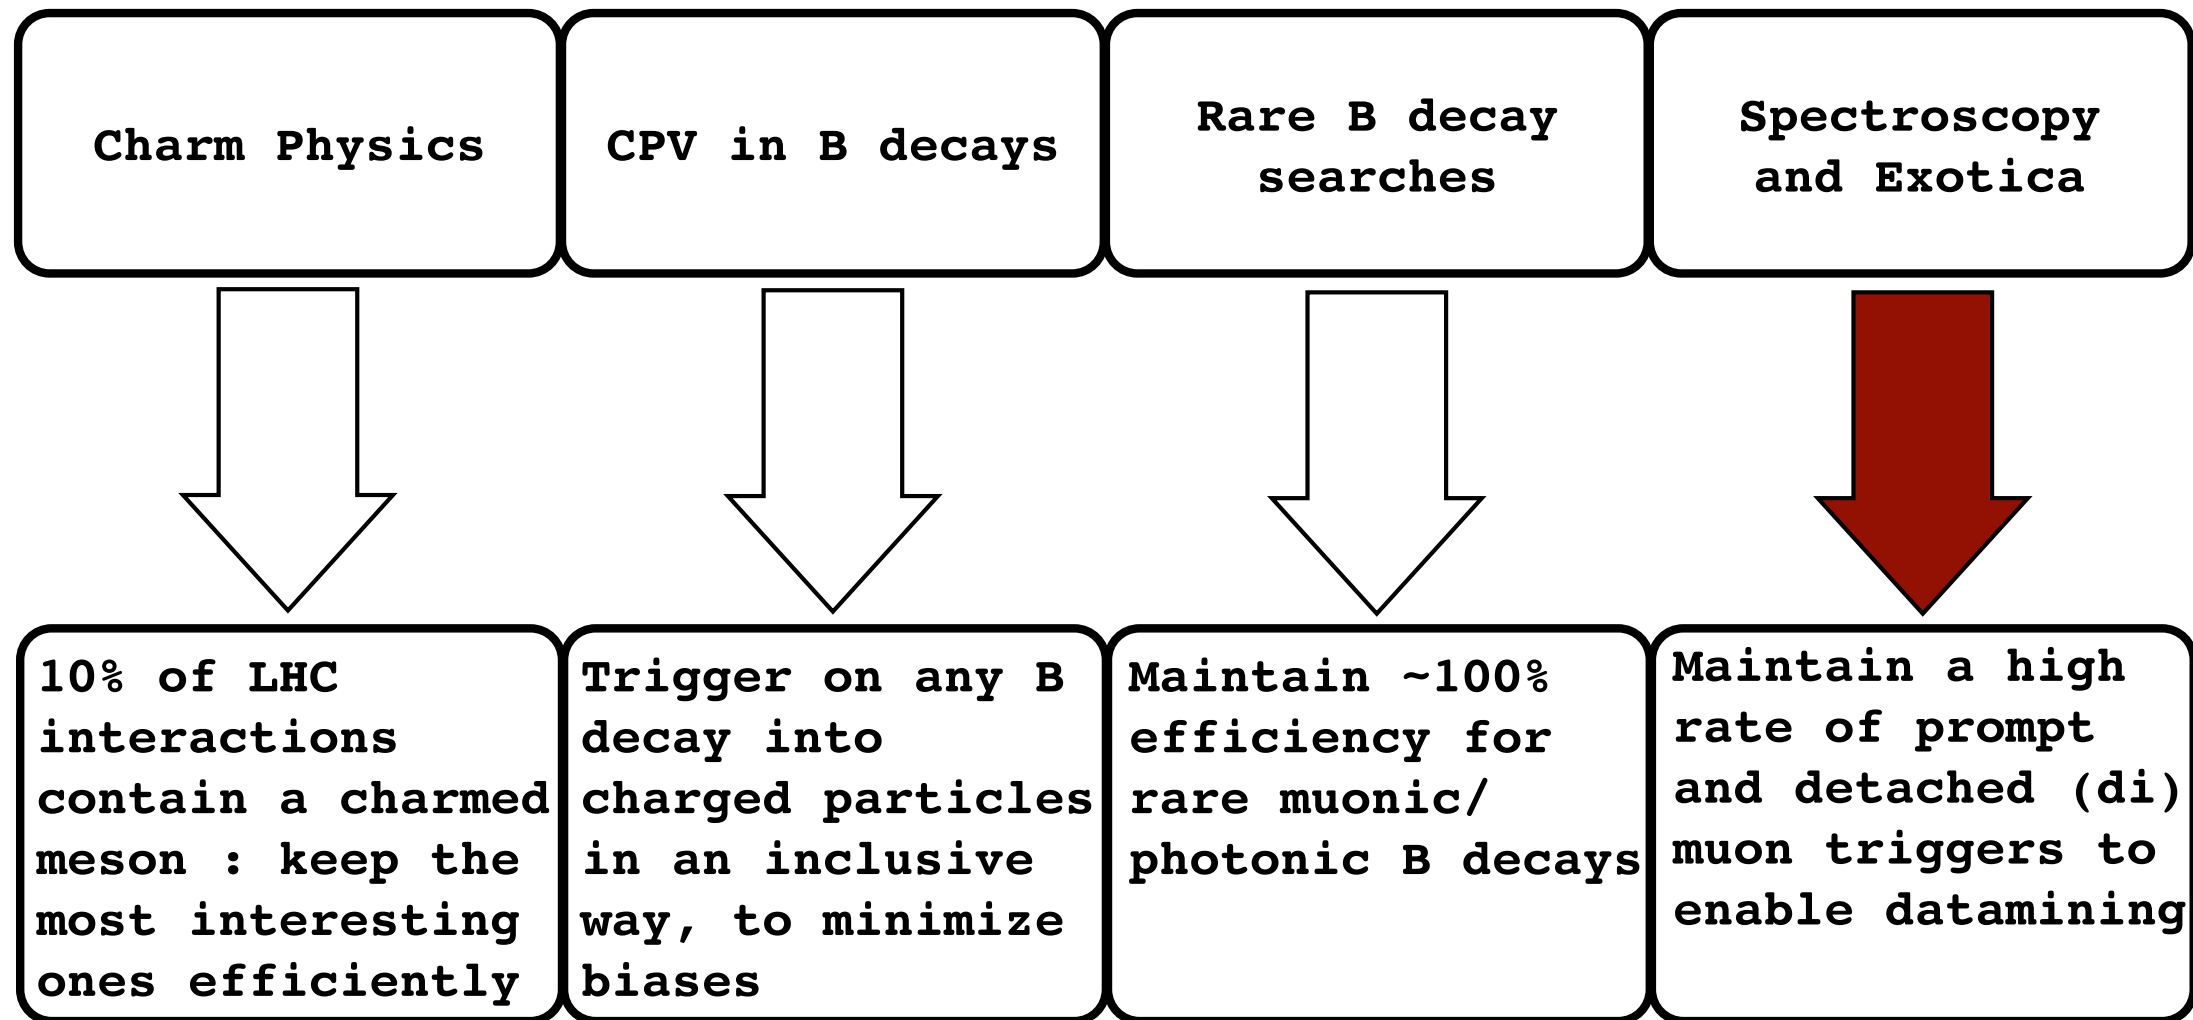 Charm Physics
CPV in B decays
Rare B decay
searches
Spectroscopy
and Exotica
10% of LHC
interactions
contain a charmed
meson : keep the
most interesting
ones efficiently
Trigger on any B
decay into
charged particles
in an inclusive
way, to minimize
biases
Maintain ~100%
efficiency for
rare muonic/
photonic B decays
Maintain a high
rate of prompt
and detached (di)
muon triggers to
enable datamining